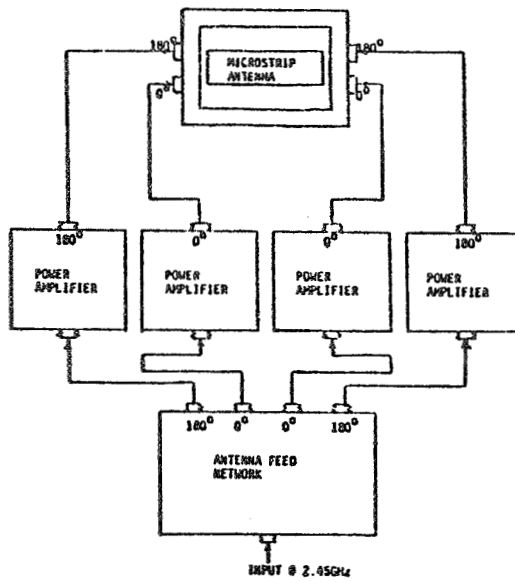 180° 180°
MICROSTRIP
ANTENNA
0° 0°
180° 0° 0° 180°
POWER
AMPLIFIER
POWER
AMPLIFIER
POWER
AMPLIFIER
POWER
AMPLIFIER
180° 0° 0° 180°
ANTENNA FEED
NETWORK
INPUT @ 2.45GHz